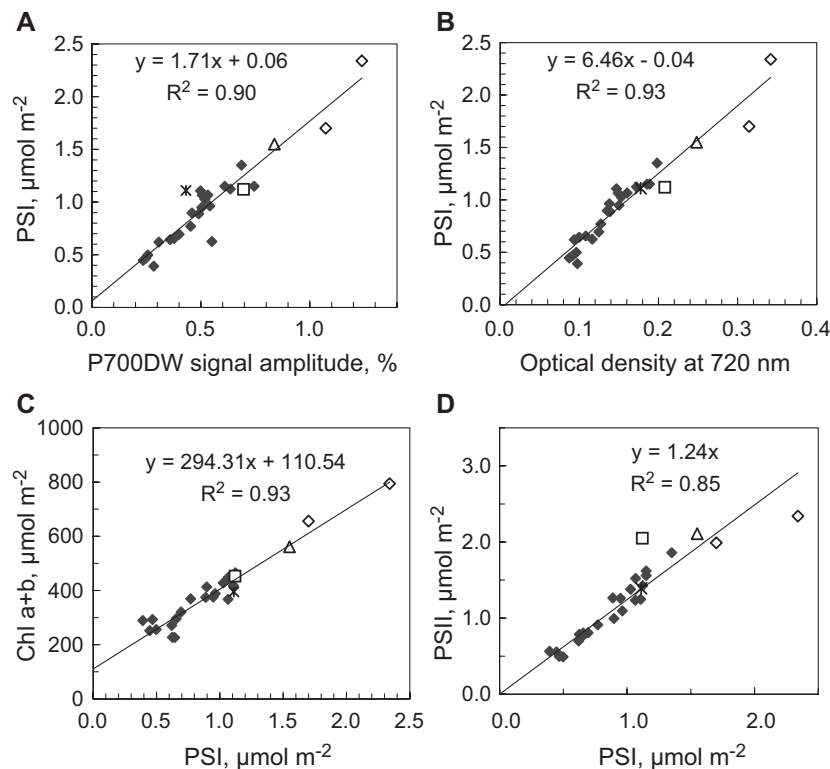 A
y = 1.71x + 0.06
R² = 0.90
PSI, µmol m⁻²
2.5
2.0
1.5
1.0
0.5
0.0
0.0 0.5 1.0
P700DW signal amplitude, %
B
y = 6.46x - 0.04
R² = 0.93
PSI, µmol m⁻²
2.5
2.0
1.5
1.0
0.5
0.0
0.0 0.1 0.2 0.3 0.4
Optical density at 720 nm
C
y = 294.31x + 110.54
R² = 0.93
Chl a+b, µmol m⁻²
1000
800
600
400
200
0
0.0 0.5 1.0 1.5 2.0 2.5
PSI, µmol m⁻²
D
y = 1.24x
R² = 0.85
PSII, µmol m⁻²
3.0
2.0
1.0
0.0
0.0 1.0 2.0
PSI, µmol m⁻²